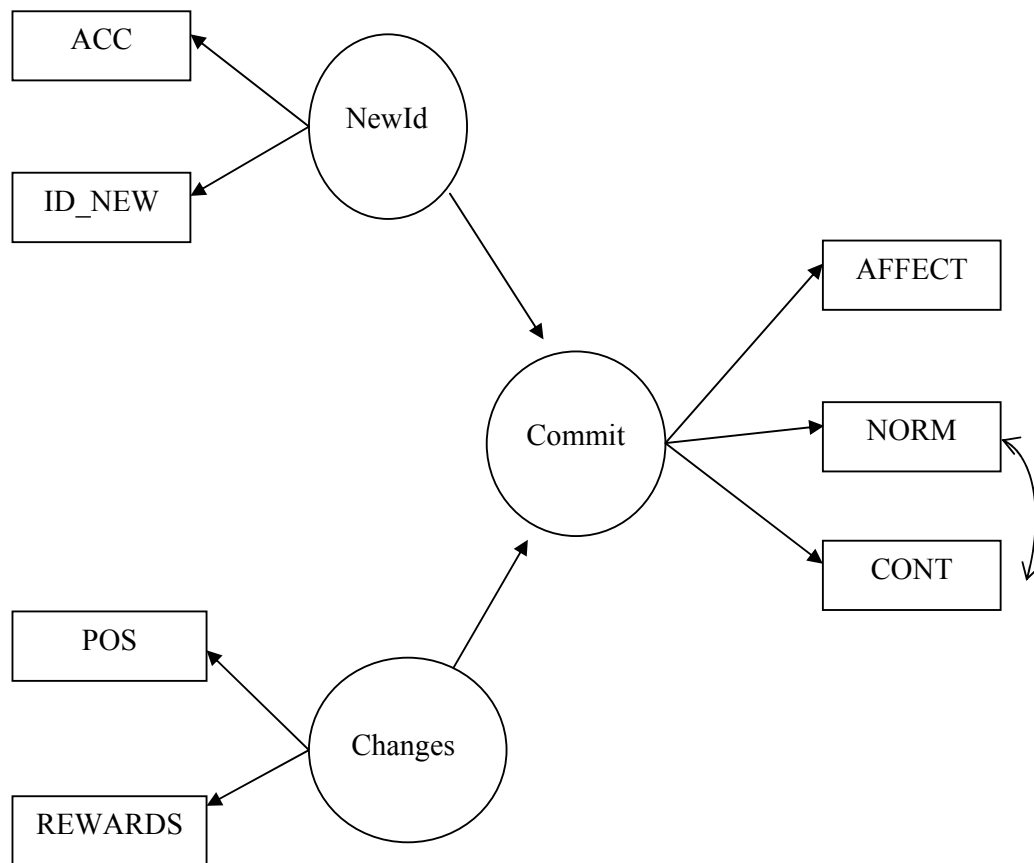 ACC
NewId
ID_NEW
AFFECT
Commit
NORM
CONT
POS
Changes
REWARDS